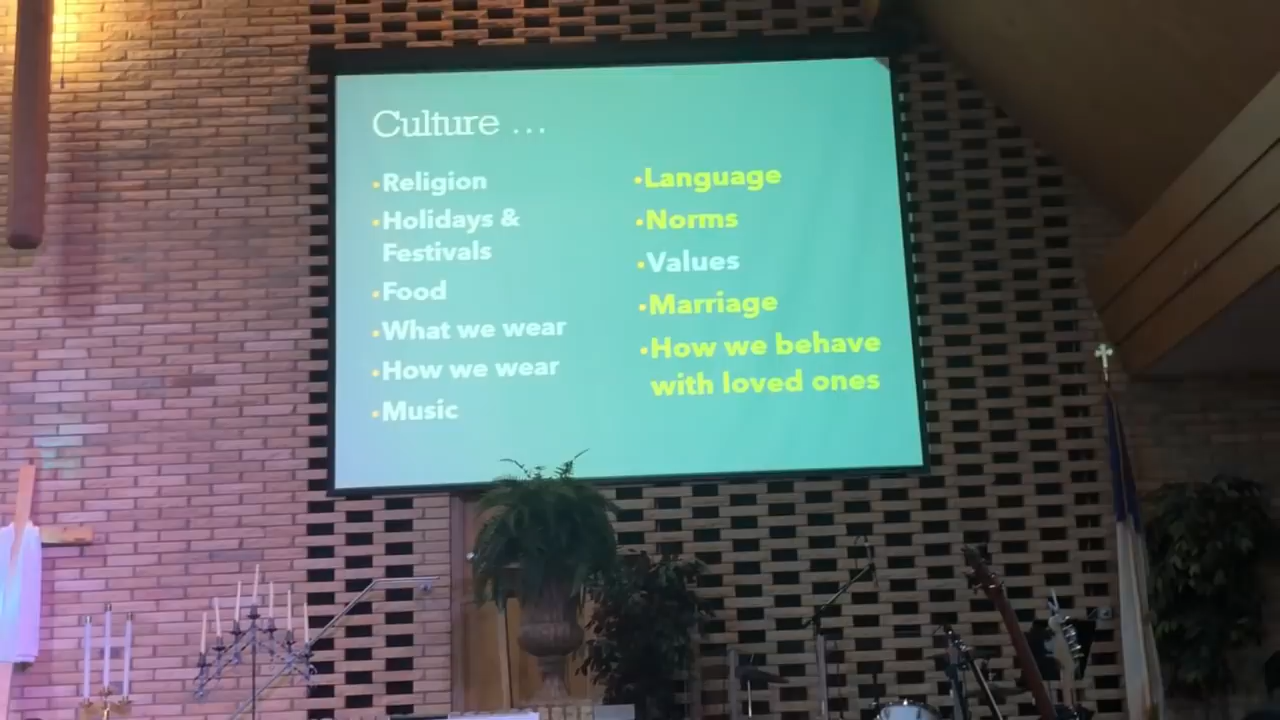 Culture ...
•Religion
•Holidays &
Festivals
•Food
•What we wear
•How we wear
•Music
•Language
•Norms
•Values
•Marriage
•How we behave
with loved ones